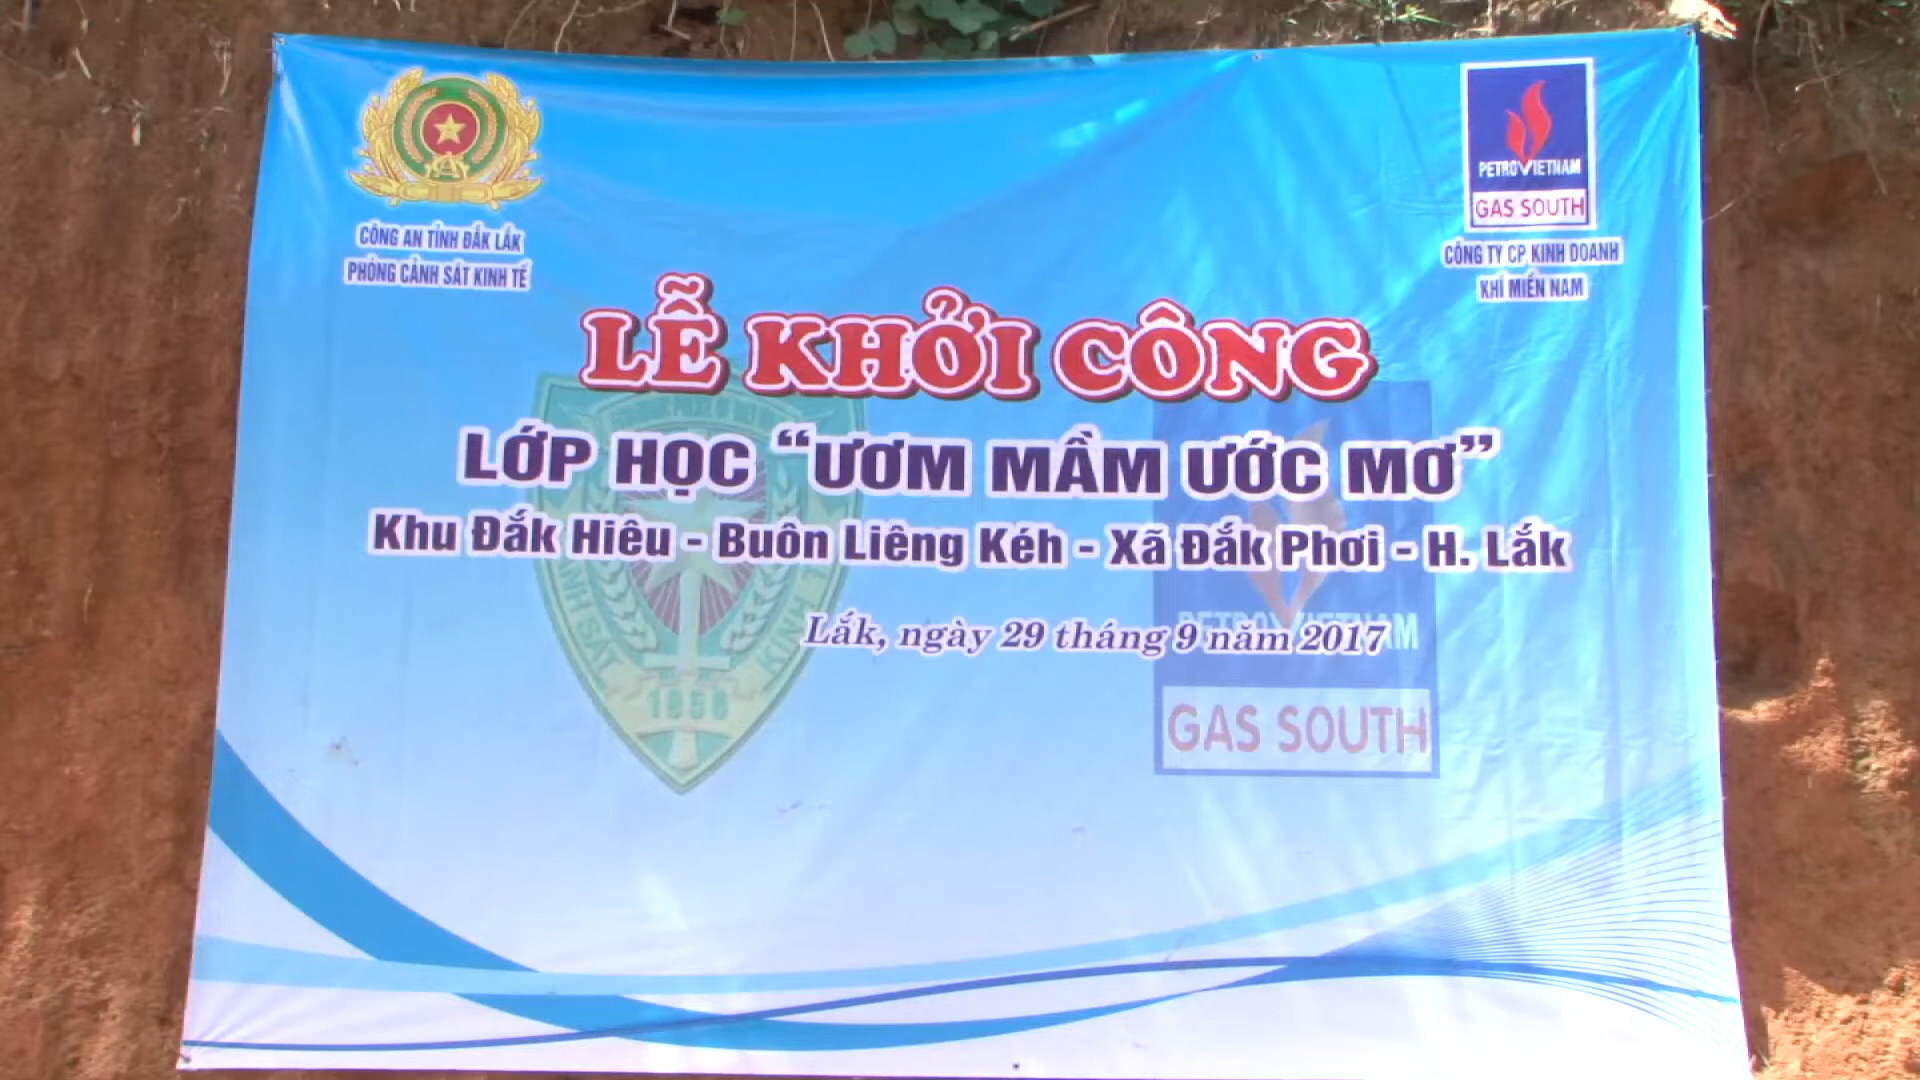 CÔNG AN TỈNH ĐẮK LẮK
PHÒNG CẢNH SÁT KINH TẾ
PETROVIETNAM
GAS SOUTH
CÔNG TY CP KINH DOANH
KHÍ MIỀN NAM
LỄ KHỞI CÔNG
LỚP HỌC “ƯƠM MẦM ƯỚC MƠ”
Khu Đắk Hiêu - Buôn Liêng Kéh - Xã Đắk Phơi - H. Lắk
Lắk, ngày 29 tháng 9 năm 2017
PETROVIETNAM
GAS SOUTH